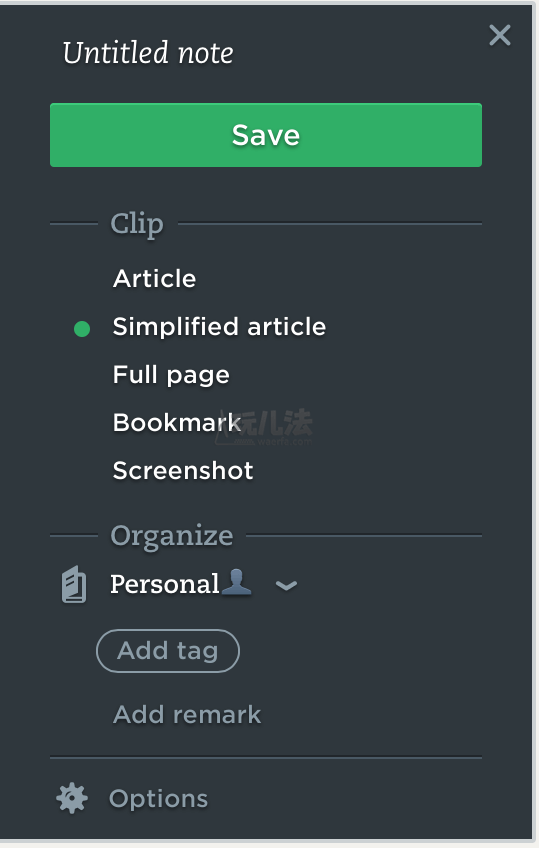 Untitled note
Save
Clip
Article
Simplified article
Full page
Bookmark
Screenshot
Organize
Personal
Add tag
Add remark
Options